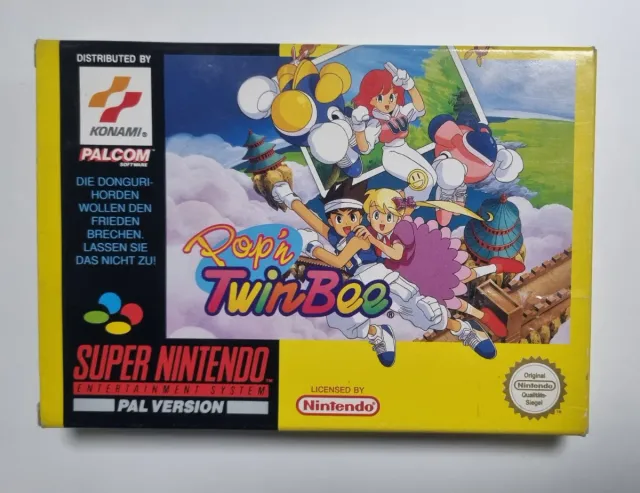 DISTRIBUTED BY
KONAMI®
PALCOM
SOFTWARE
DIE DONGURI-
HORDEN
WOLLEN DEN
FRIEDEN
BRECHEN.
LASSEN SIE
DAS NICHT ZU!
Pop'n
TwinBee®
SUPER NINTENDO™
ENTERTAINMENT SYSTEM
PAL VERSION
LICENSED BY
Nintendo®
Original
Nintendo
Qualitäts-
Siegel